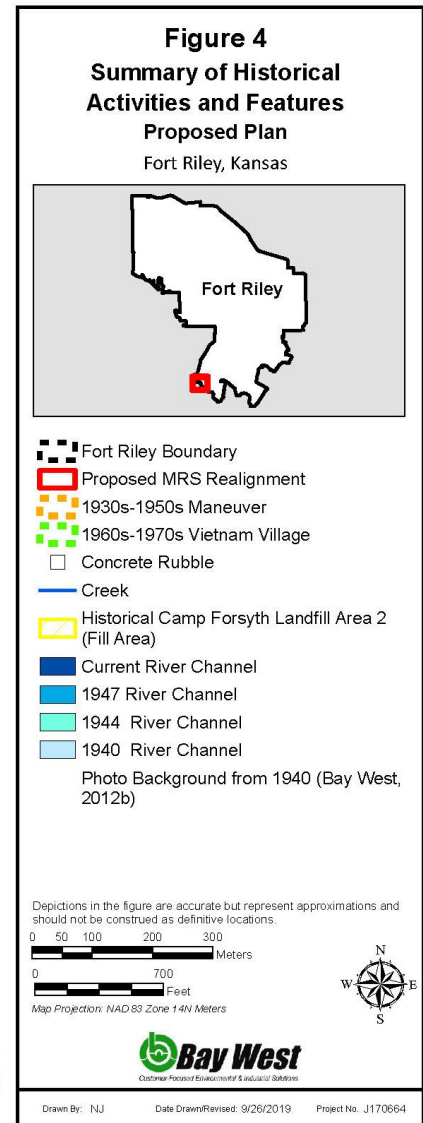 Figure 4
Summary of Historical
Activities and Features
Proposed Plan
Fort Riley, Kansas
Fort Riley
Fort Riley Boundary
Proposed MRS Realignment
1930s-1950s Maneuver
1960s-1970s Vietnam Village
Concrete Rubble
Creek
Historical Camp Forsyth Landfill Area 2
(Fill Area)
Current River Channel
1947 River Channel
1944 River Channel
1940 River Channel
Photo Background from 1940 (Bay West,
2012b)
Depictions in the figure are accurate but represent approximations and
should not be construed as definitive locations.
0 50 100 200 300
Meters
0 700
Feet
Map Projection: NAD 83 Zone 14N Meters
N
W E
S
Bay West
Customer Focused Environmental & Industrial Solutions
Drawn By: NJ Date Drawn/Revised: 9/26/2019 Project No. J170664